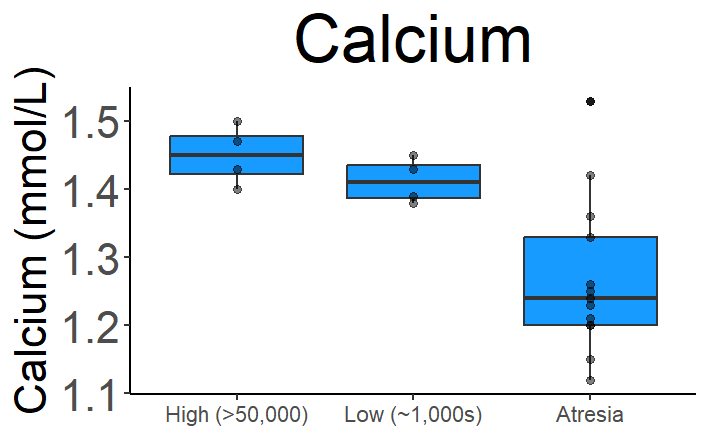 Calcium
Calcium (mmol/L)
1.5
1.4
1.3
1.2
1.1
High (>50,000)
Low (~1,000s)
Atresia